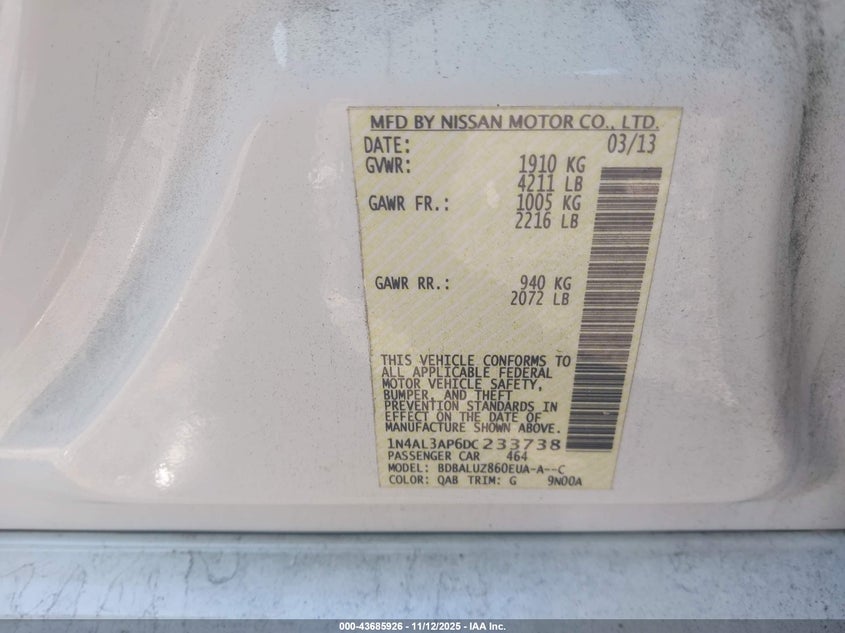 MFD BY NISSAN MOTOR CO., LTD.
DATE: 03/13
GVWR: 1910 KG
4211 LB
GAWR FR.: 1005 KG
2216 LB
GAWR RR.: 940 KG
2072 LB
THIS VEHICLE CONFORMS TO
ALL APPLICABLE FEDERAL
MOTOR VEHICLE SAFETY,
BUMPER, AND THEFT
PREVENTION STANDARDS IN
EFFECT ON THE DATE OF
MANUFACTURE SHOWN ABOVE.
1N4AL3AP6DC233738
PASSENGER CAR 464
MODEL: BDBALUZ860EUA-A--C
COLOR: QAB TRIM: G 9N00A
000-43685926 - 11/12/2025 - IAA Inc.